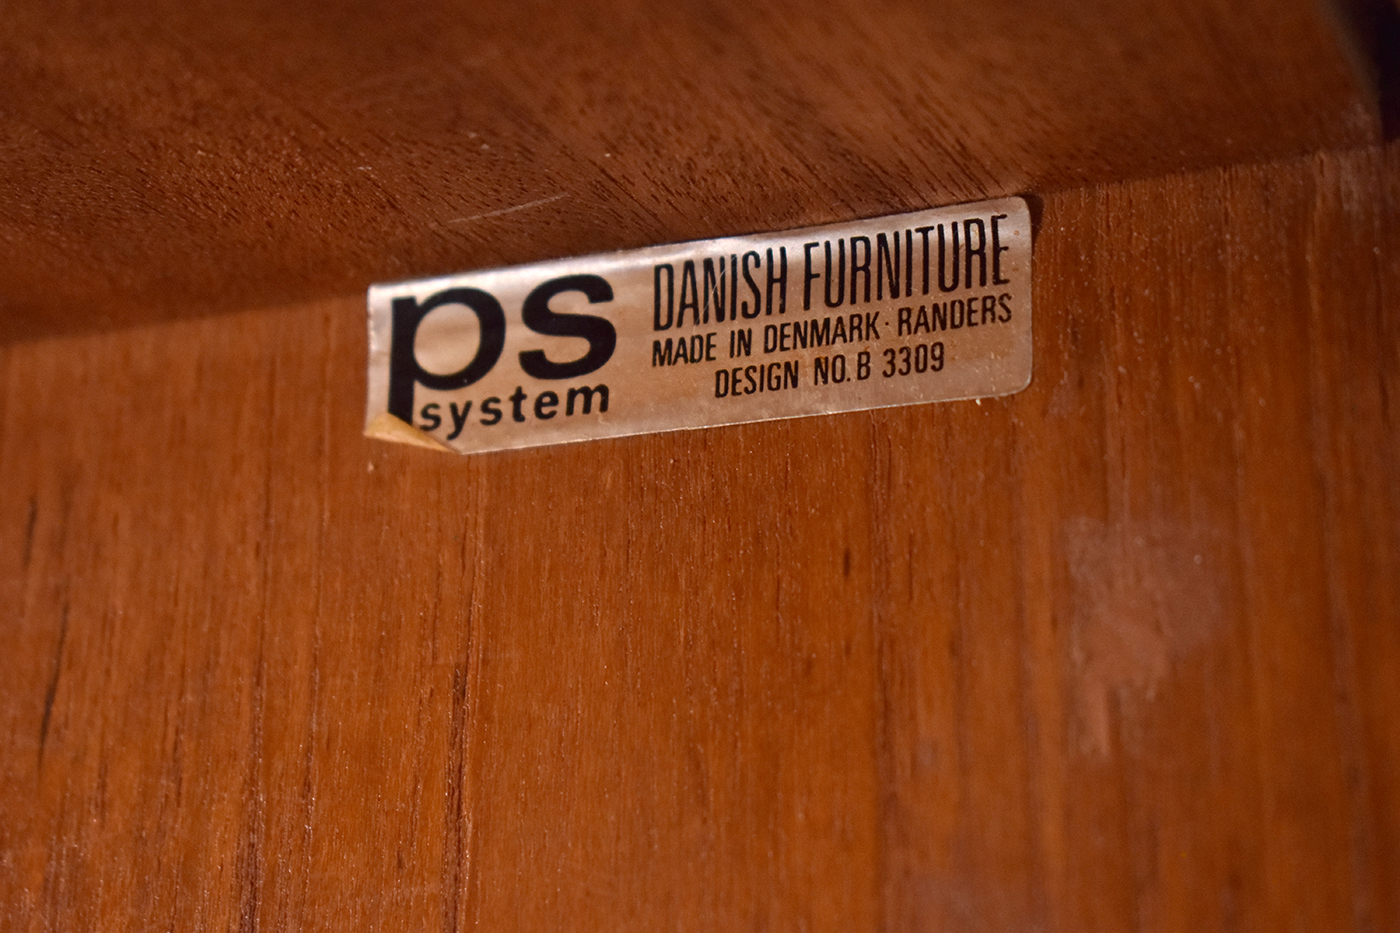 ps
system
DANISH FURNITURE
MADE IN DENMARK · RANDERS
DESIGN NO. B 3309